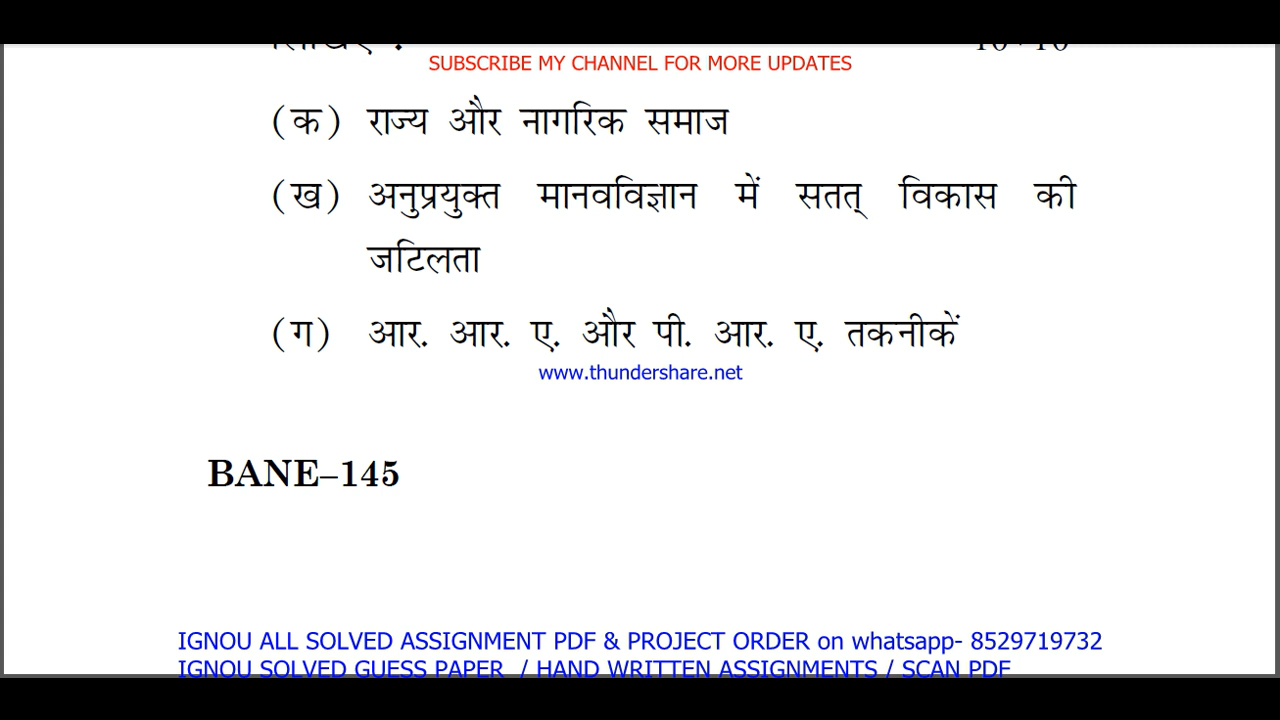 SUBSCRIBE MY CHANNEL FOR MORE UPDATES
(क) राज्य और नागरिक समाज
(ख) अनुप्रयुक्त मानवविज्ञान में सतत् विकास की
जटिलता
(ग) आर. आर. ए. और पी. आर. ए. तकनीकें
www.thundershare.net
BANE–145
IGNOU ALL SOLVED ASSIGNMENT PDF & PROJECT ORDER on whatsapp- 8529719732
IGNOU SOLVED GUESS PAPER / HAND WRITTEN ASSIGNMENTS / SCAN PDF